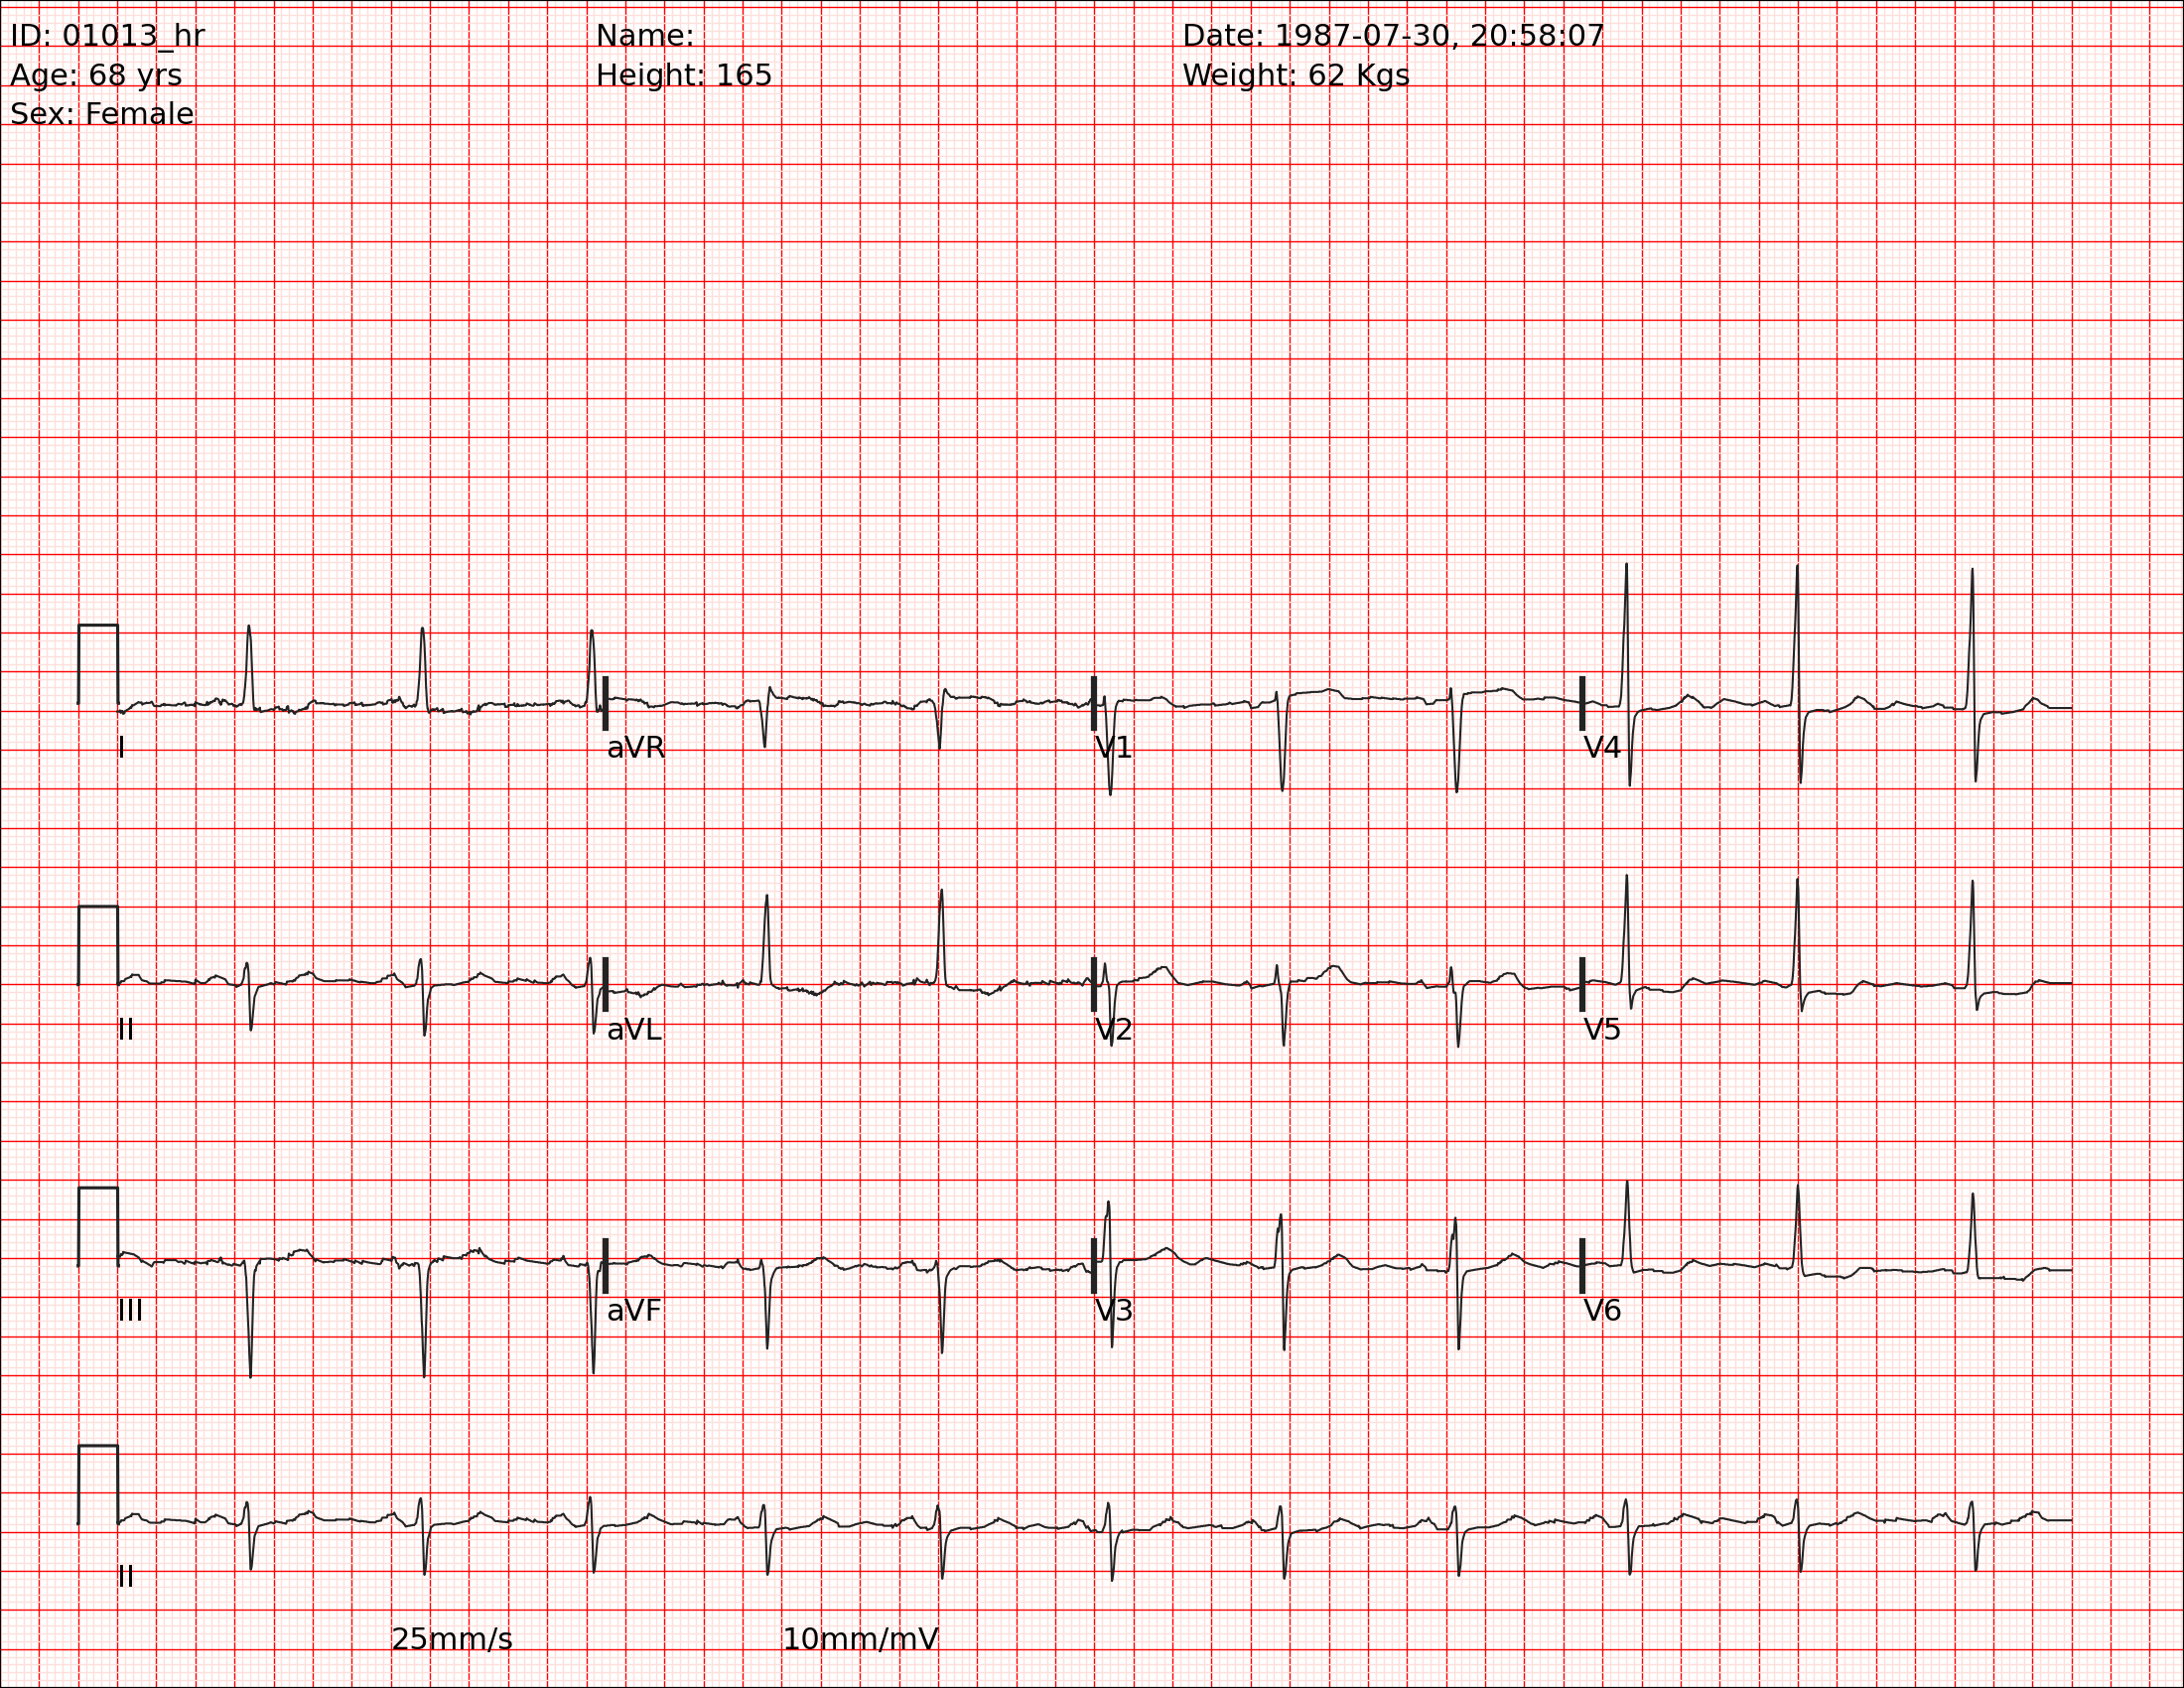 ID: 01013_hr Name: Date: 1987-07-30, 20:58:07
Age: 68 yrs Height: 165 Weight: 62 Kgs
Sex: Female
I aVR V1 V4
II aVL V2 V5
III aVF V3 V6
II
25mm/s 10mm/mV